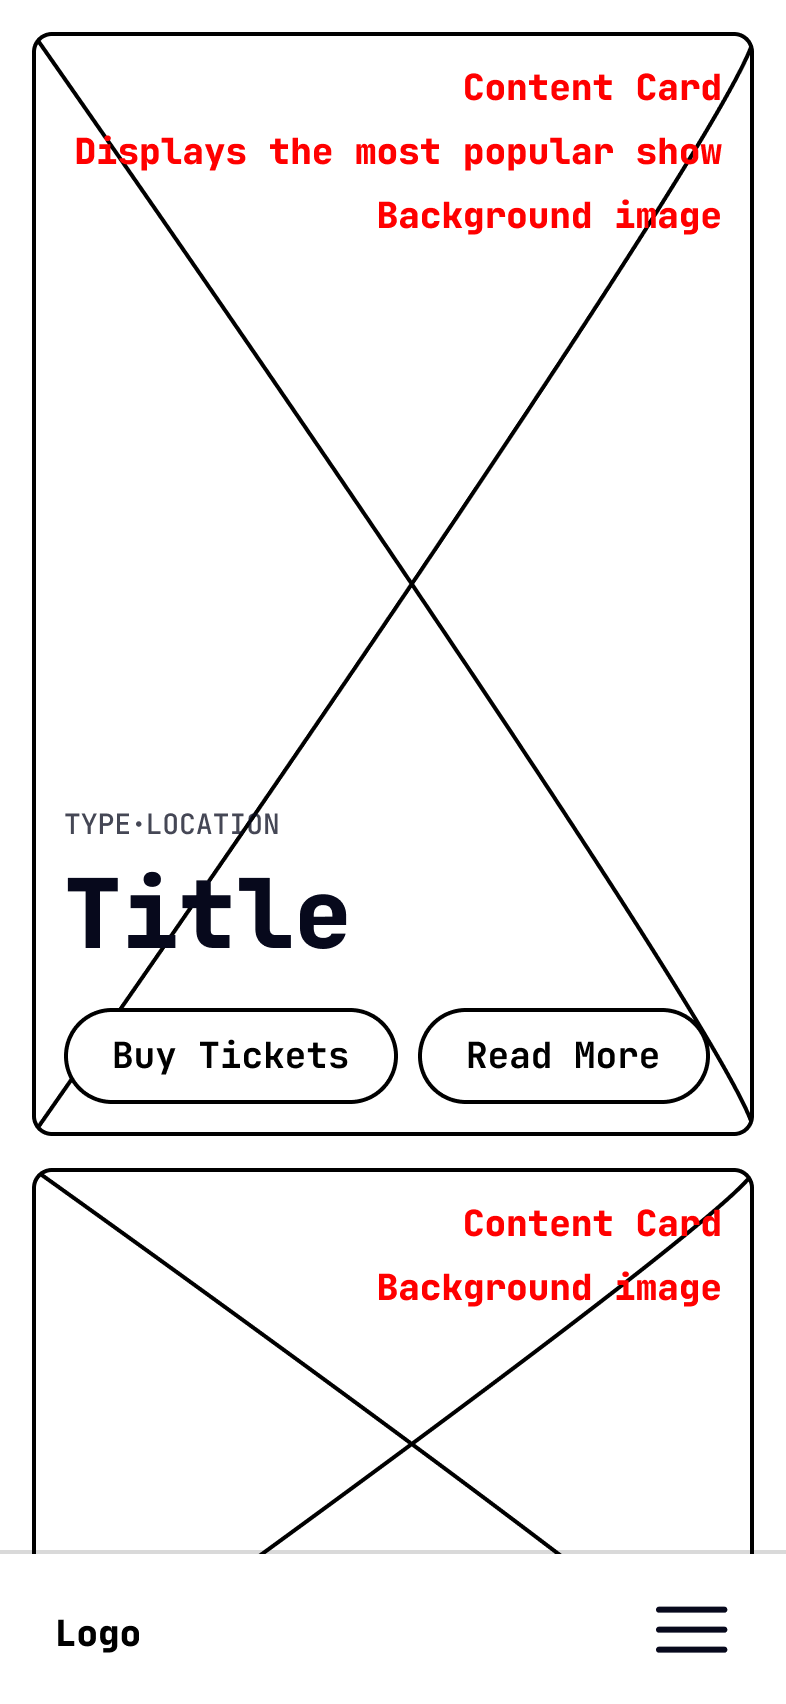 Content Card
Displays the most popular show
Background image
TYPE·LOCATION
Title
Buy Tickets
Read More
Content Card
Background image
Logo